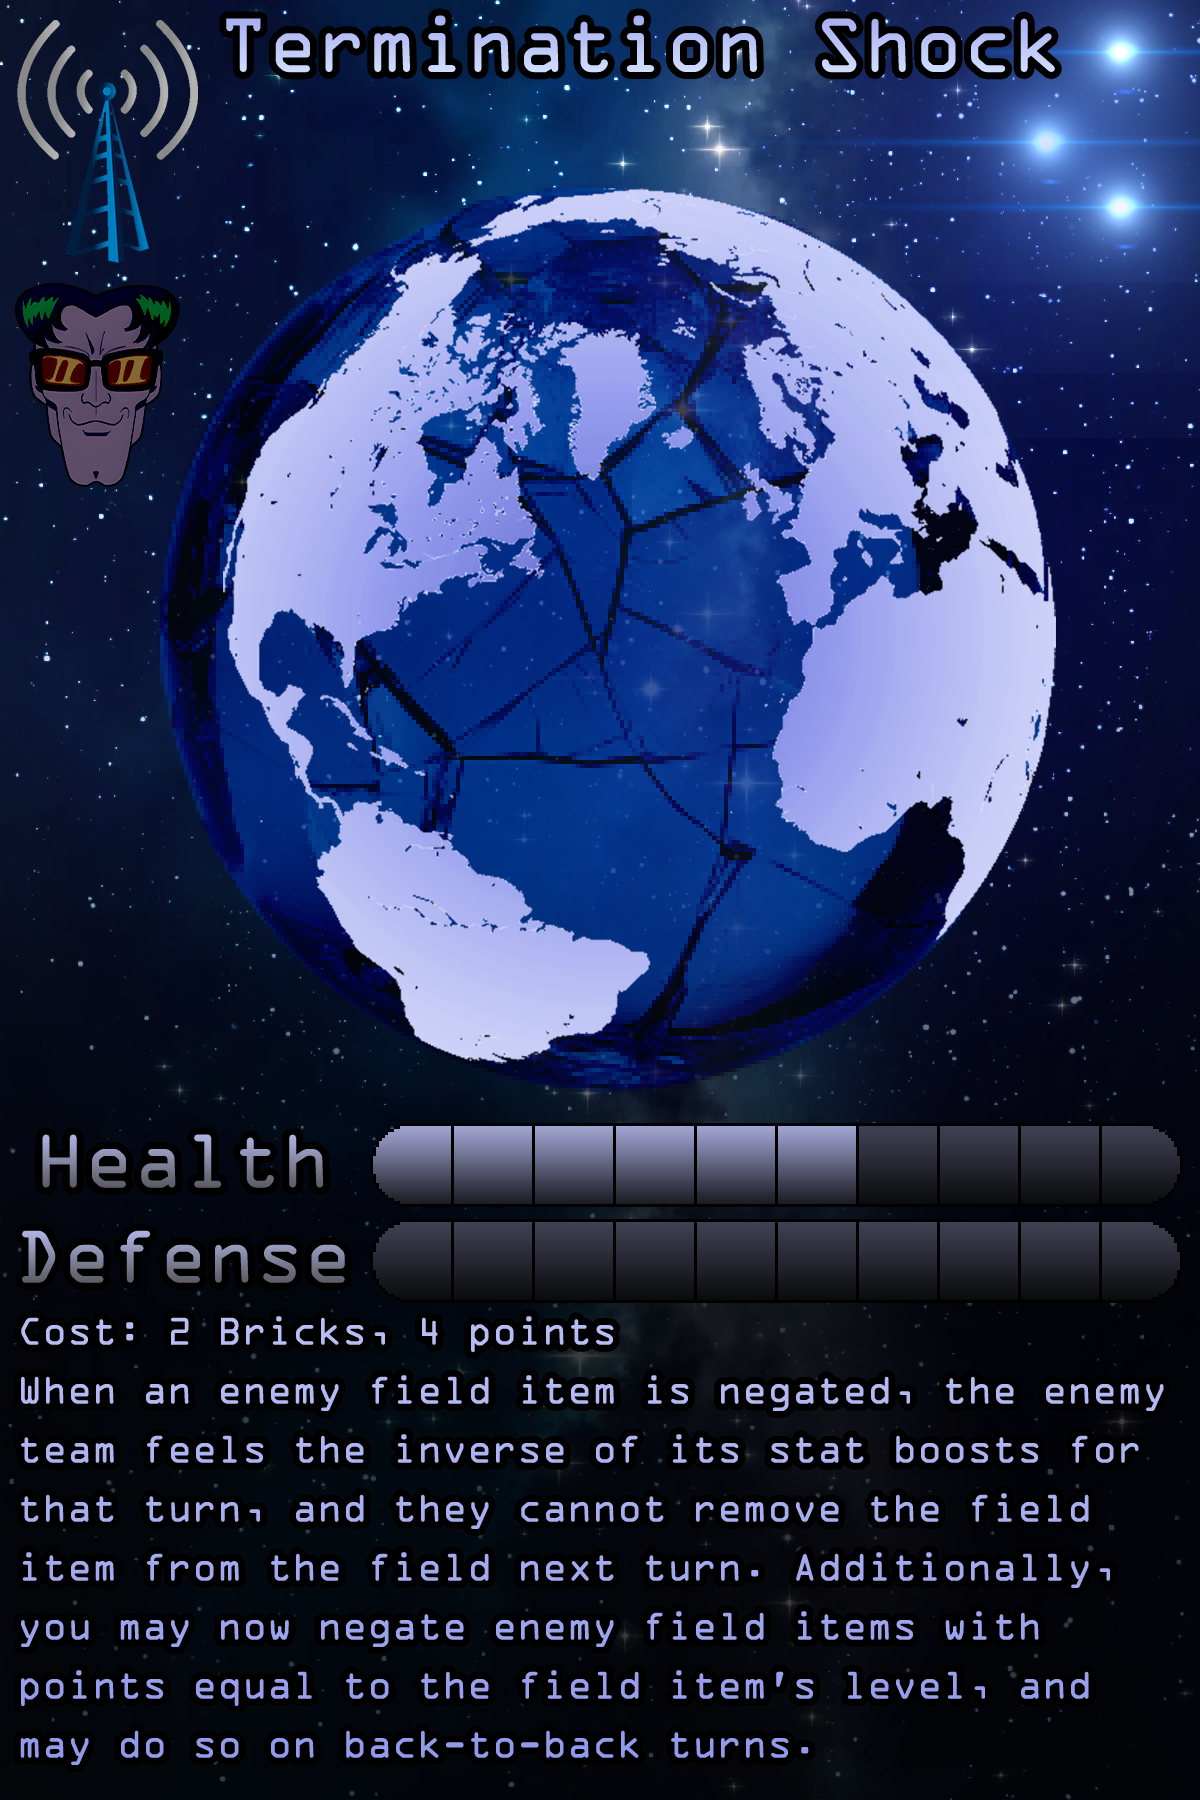 Termination Shock
Health
Defense
Cost: 2 Bricks, 4 points
When an enemy field item is negated, the enemy
team feels the inverse of its stat boosts for
that turn, and they cannot remove the field
item from the field next turn. Additionally,
you may now negate enemy field items with
points equal to the field item's level, and
may do so on back-to-back turns.